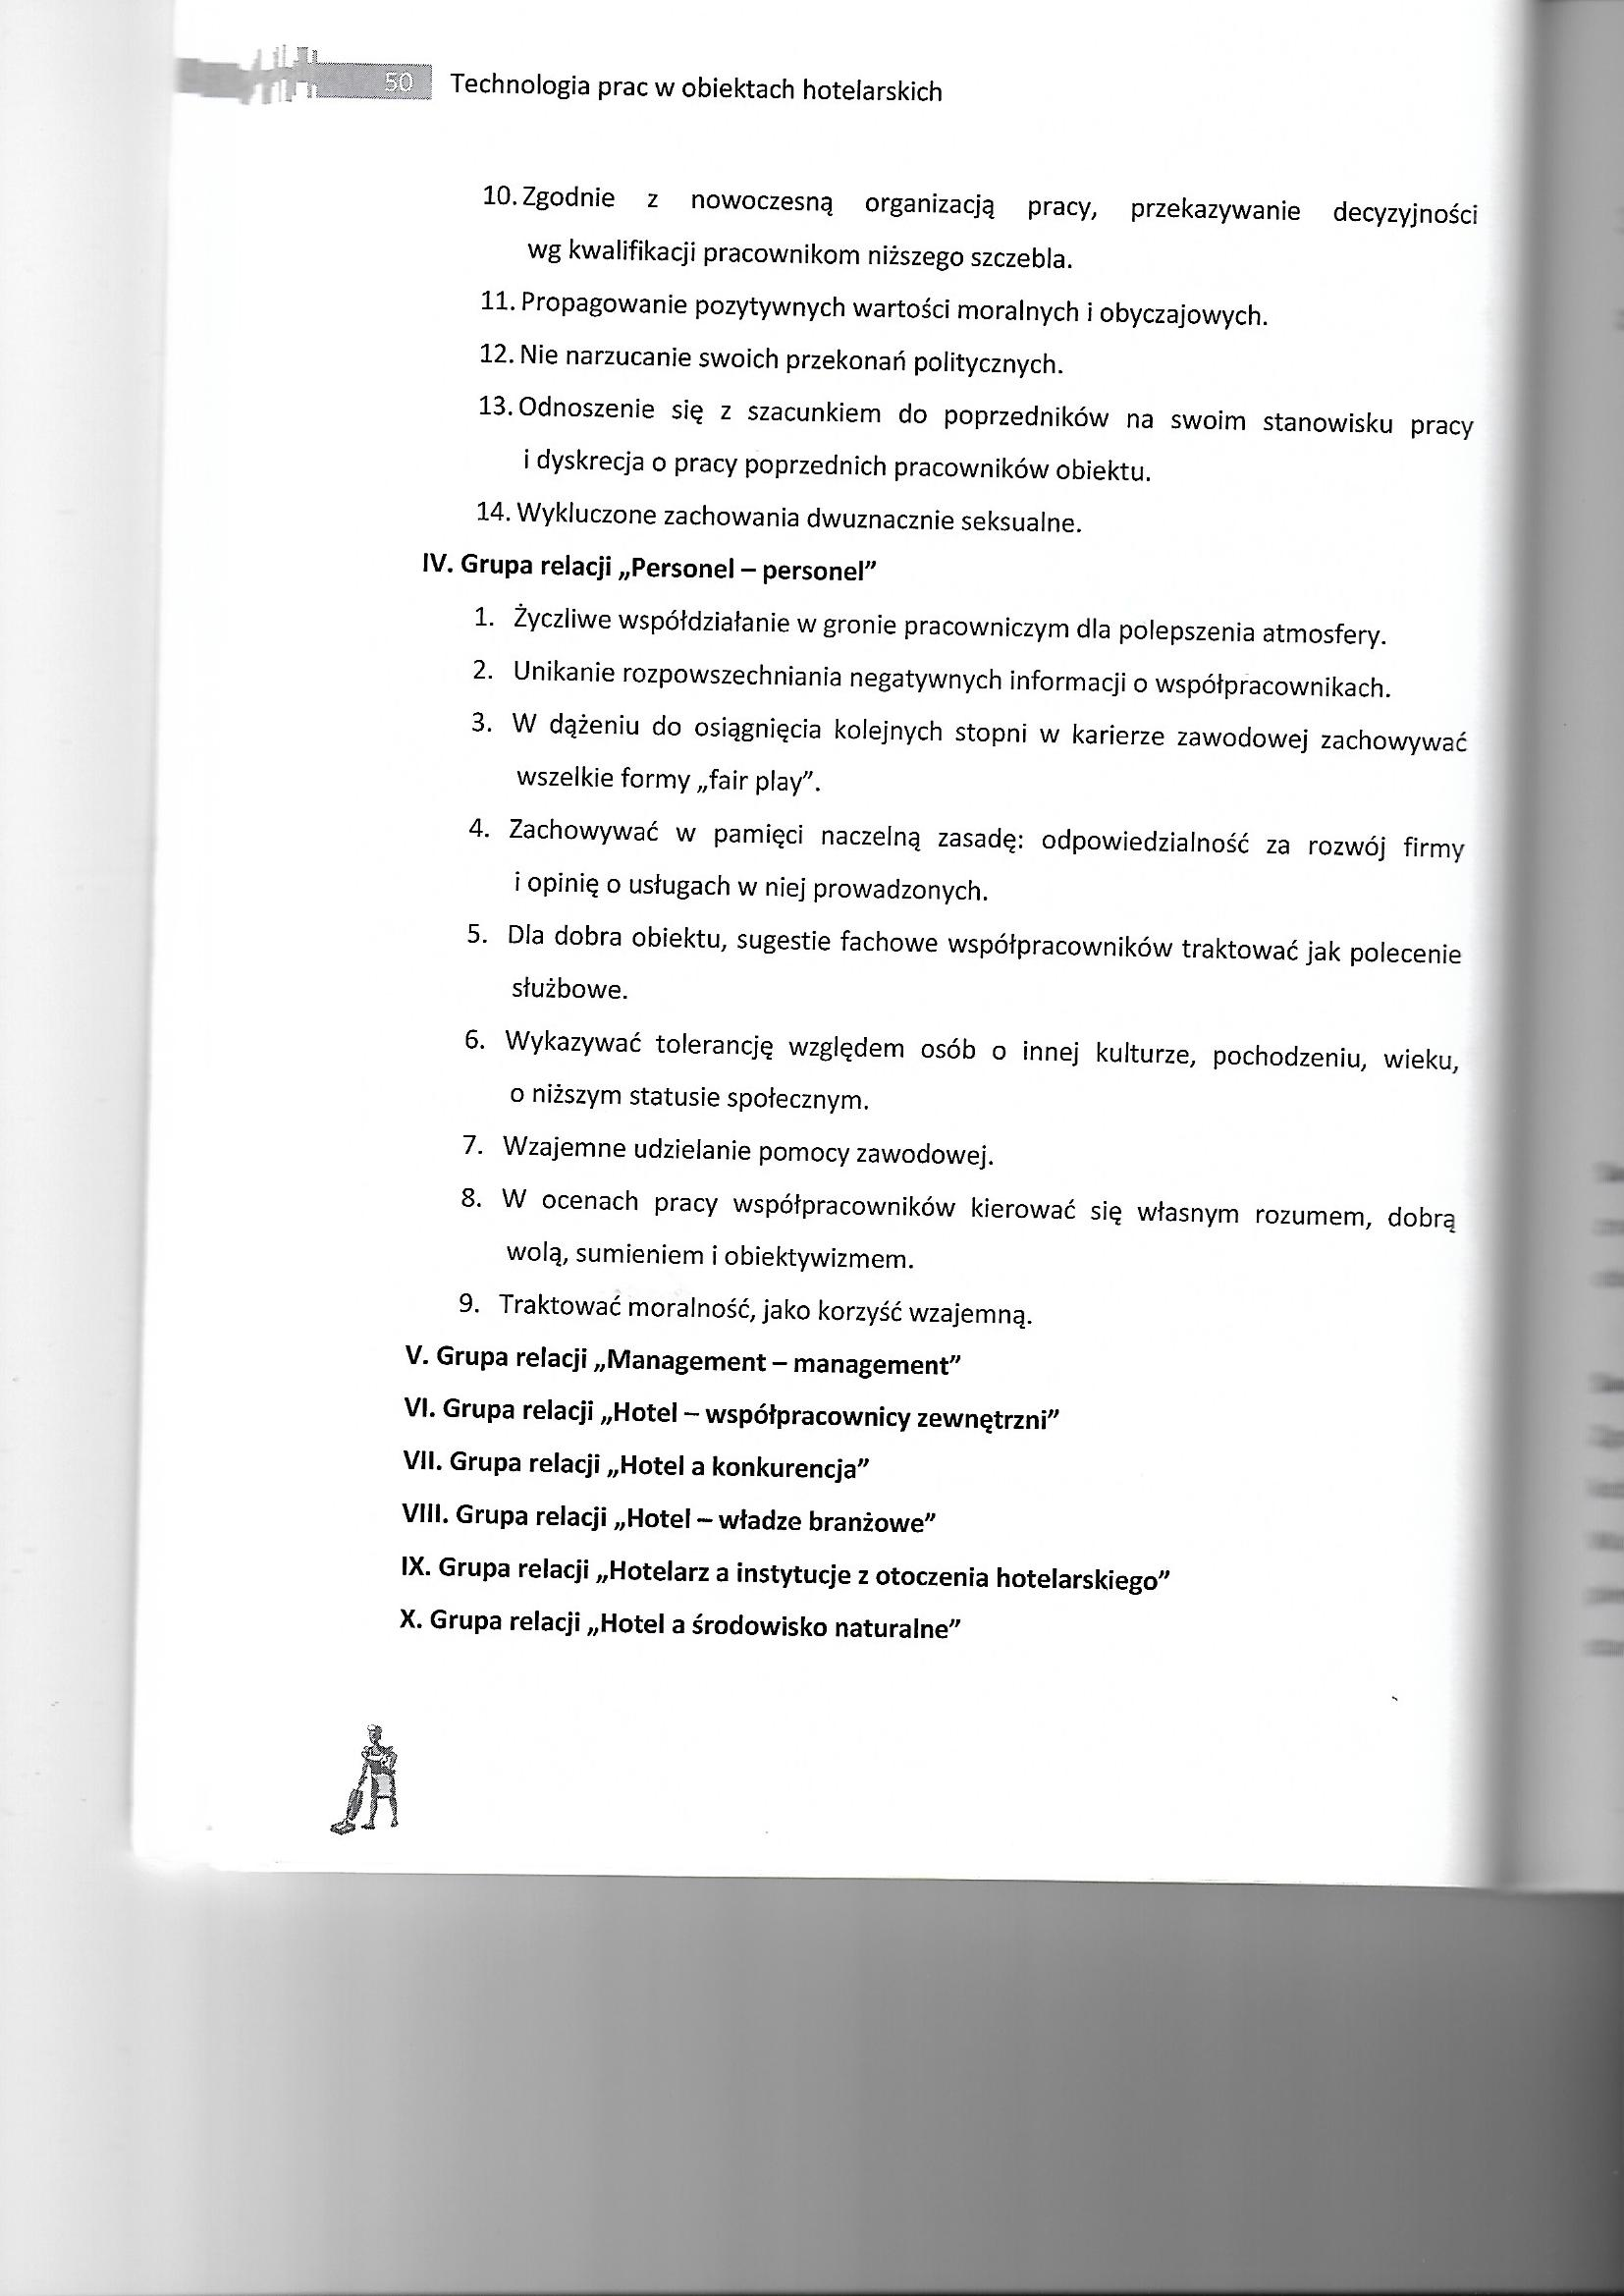 50 Technologia prac w obiektach hotelarskich
10. Zgodnie z nowoczesną organizacją pracy, przekazywanie decyzyjności
wg kwalifikacji pracownikom niższego szczebla.
11. Propagowanie pozytywnych wartości moralnych i obyczajowych.
12. Nie narzucanie swoich przekonań politycznych.
13. Odnoszenie się z szacunkiem do poprzedników na swoim stanowisku pracy
i dyskrecja o pracy poprzednich pracowników obiektu.
14. Wykluczone zachowania dwuznacznie seksualne.
IV. Grupa relacji „Personel – personel”
1. Życzliwe współdziałanie w gronie pracowniczym dla polepszenia atmosfery.
2. Unikanie rozpowszechniania negatywnych informacji o współpracownikach.
3. W dążeniu do osiągnięcia kolejnych stopni w karierze zawodowej zachowywać
wszelkie formy „fair play”.
4. Zachowywać w pamięci naczelną zasadę: odpowiedzialność za rozwój firmy
i opinię o usługach w niej prowadzonych.
5. Dla dobra obiektu, sugestie fachowe współpracowników traktować jak polecenie
służbowe.
6. Wykazywać tolerancję względem osób o innej kulturze, pochodzeniu, wieku,
o niższym statusie społecznym.
7. Wzajemne udzielanie pomocy zawodowej.
8. W ocenach pracy współpracowników kierować się własnym rozumem, dobrą
wolą, sumieniem i obiektywizmem.
9. Traktować moralność, jako korzyść wzajemną.
V. Grupa relacji „Management – management”
VI. Grupa relacji „Hotel – współpracownicy zewnętrzni”
VII. Grupa relacji „Hotel a konkurencja”
VIII. Grupa relacji „Hotel – władze branżowe”
IX. Grupa relacji „Hotelarz a instytucje z otoczenia hotelarskiego”
X. Grupa relacji „Hotel a środowisko naturalne”